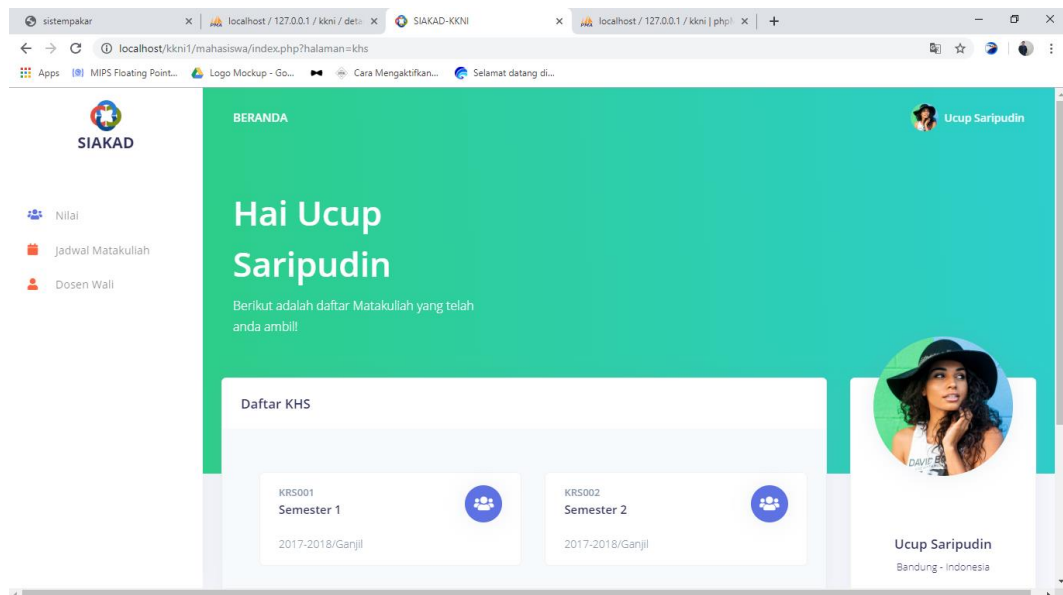 sistempakar
localhost / 127.0.0.1 / kkni / deta
SIAKAD-KKNI
localhost / 127.0.0.1 / kkni | php
localhost/kkni1/mahasiswa/index.php?halaman=khs
Apps
MIPS Floating Point...
Logo Mockup - Go...
Cara Mengaktifkan...
Selamat datang di...
SIAKAD
BERANDA
Ucup Saripudin
Nilai
Jadwal Matakuliah
Dosen Wali
Hai Ucup
Saripudin
Berikut adalah daftar Matakuliah yang telah
anda ambil!
Daftar KHS
KRS001
Semester 1
2017-2018/Ganjil
KRS002
Semester 2
2017-2018/Ganjil
DAVID
Ucup Saripudin
Bandung - Indonesia